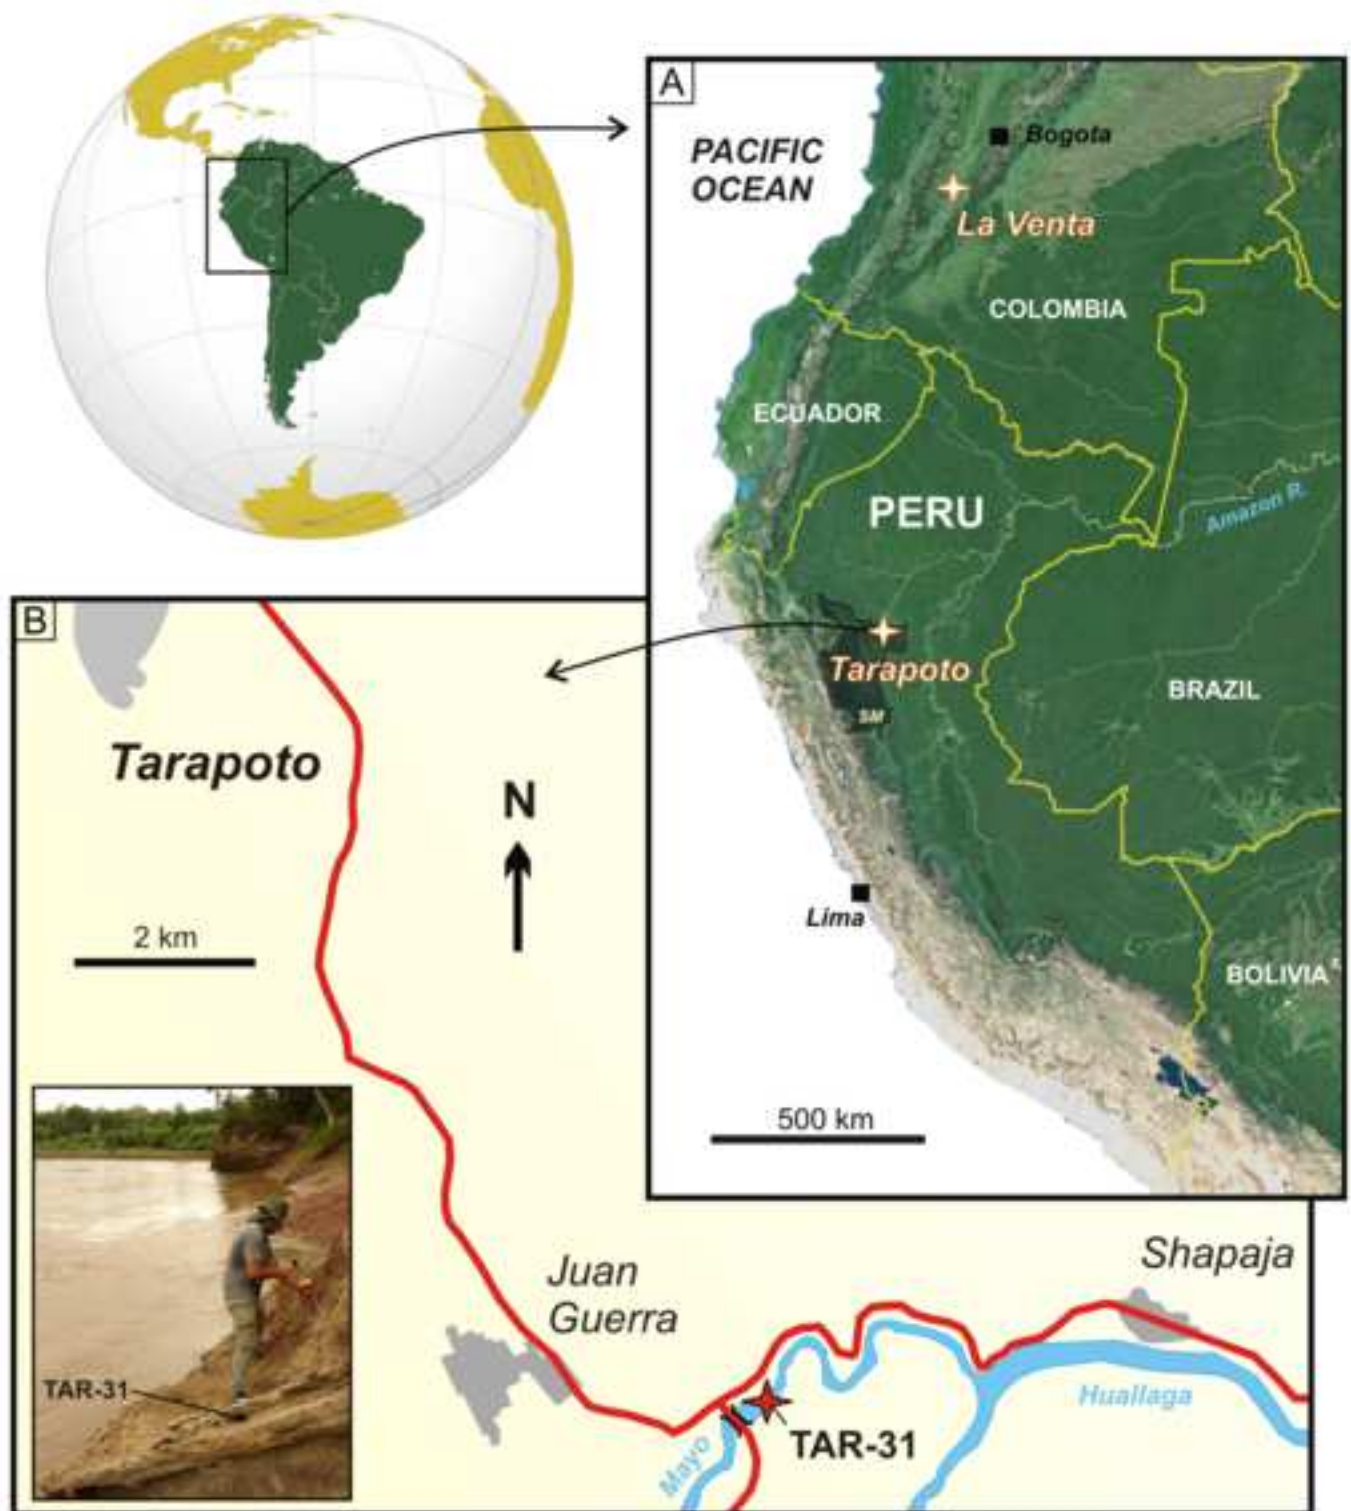 A
PACIFIC
OCEAN
Bogota
La Venta
COLOMBIA
ECUADOR
PERU
Amazon R.
Tarapoto
SM
BRAZIL
Lima
BOLIVIA
500 km
B
Tarapoto
N
2 km
TAR-31
Juan
Guerra
Shapaja
Huallaga
Mayo
TAR-31